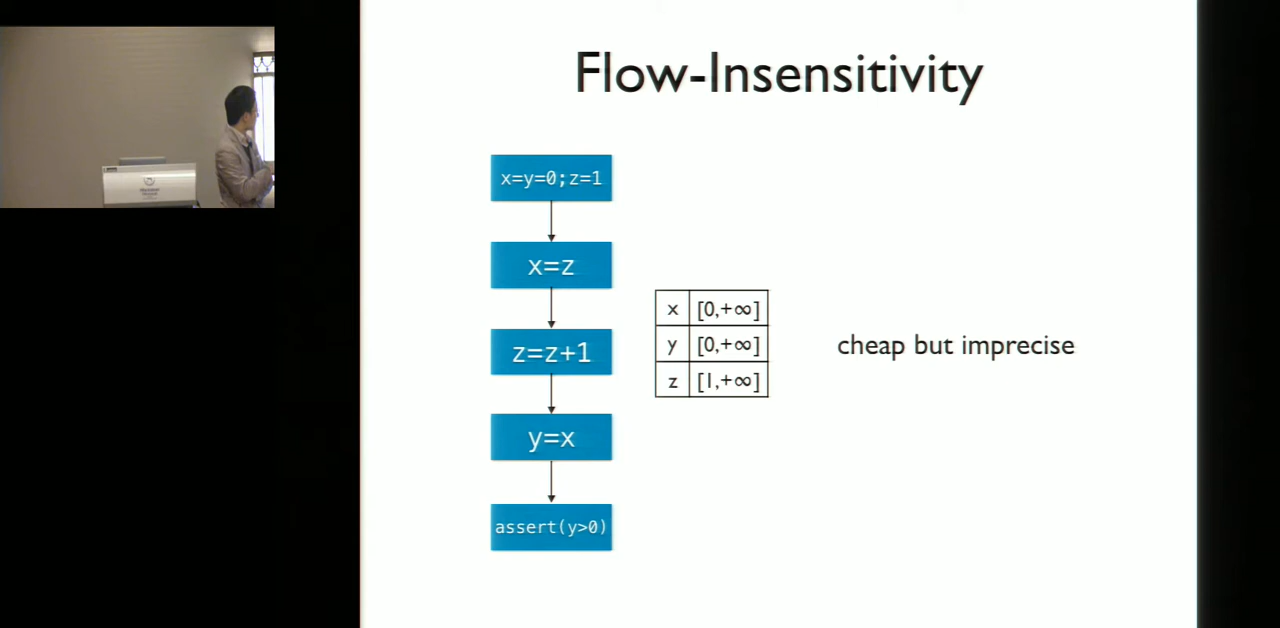 Flow-Insensitivity
x=y=0;z=1
x=z
z=z+1
y=x
assert(y>0)
x [0,+∞]
y [0,+∞]
z [1,+∞]
cheap but imprecise